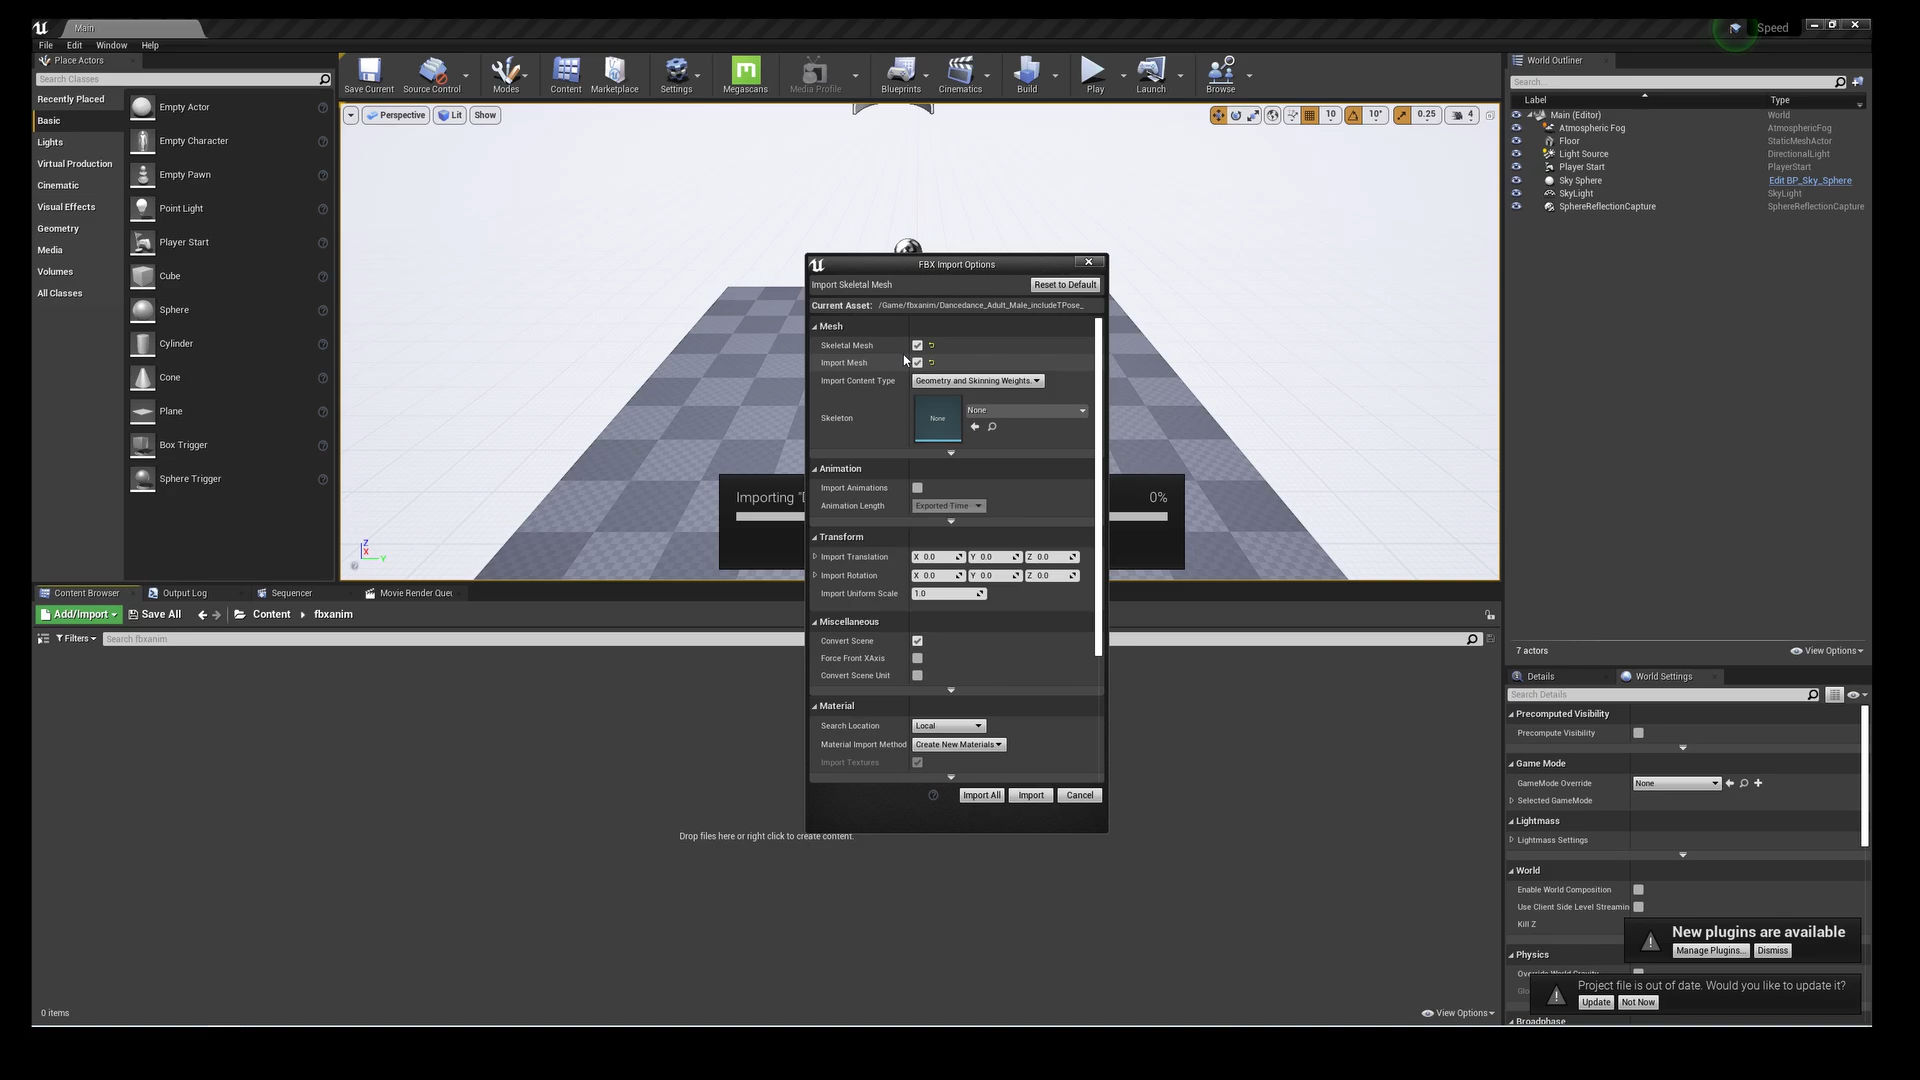 Main
Speed
File Edit Window Help
Place Actors
Search Classes
Recently Placed
Basic
Lights
Virtual Production
Cinematic
Visual Effects
Geometry
Media
Volumes
All Classes
Empty Actor
Empty Character
Empty Pawn
Point Light
Player Start
Cube
Sphere
Cylinder
Cone
Plane
Box Trigger
Sphere Trigger
Save Current Source Control Modes Content Marketplace Settings Megascans Media Profile Blueprints Cinematics Build Play Launch Browse
Perspective Lit Show
10 10° 0.25 4
Z
X
Y
Importing "D 0%
FBX Import Options
Import Skeletal Mesh Reset to Default
Current Asset: /Game/fbxanim/Dancedance_Adult_Male_includeTPose_
Mesh
Skeletal Mesh
Import Mesh
Import Content Type Geometry and Skinning Weights.
Skeleton None None
Animation
Import Animations
Animation Length Exported Time
Transform
Import Translation X 0.0 Y 0.0 Z 0.0
Import Rotation X 0.0 Y 0.0 Z 0.0
Import Uniform Scale 1.0
Miscellaneous
Convert Scene
Force Front XAxis
Convert Scene Unit
Material
Search Location Local
Material Import Method Create New Materials
Import Textures
Import All Import Cancel
Content Browser Output Log Sequencer Movie Render Que
Add/Import Save All Content fbxanim
Filters Search fbxanim
Drop files here or right click to create content.
0 items View Options
World Outliner
Search...
Label Type
Main (Editor) World
Atmospheric Fog AtmosphericFog
Floor StaticMeshActor
Light Source DirectionalLight
Player Start PlayerStart
Sky Sphere Edit BP_Sky_Sphere
SkyLight SkyLight
SphereReflectionCapture SphereReflectionCapture
7 actors View Options
Details World Settings
Search Details
Precomputed Visibility
Precompute Visibility
Game Mode
GameMode Override None
Selected GameMode
Lightmass
Lightmass Settings
World
Enable World Composition
Use Client Side Level Streamin
Kill Z
New plugins are available
Manage Plugins... Dismiss
Physics
Override World Gravity
Glo
Project file is out of date. Would you like to update it?
Update Not Now
Broadphase